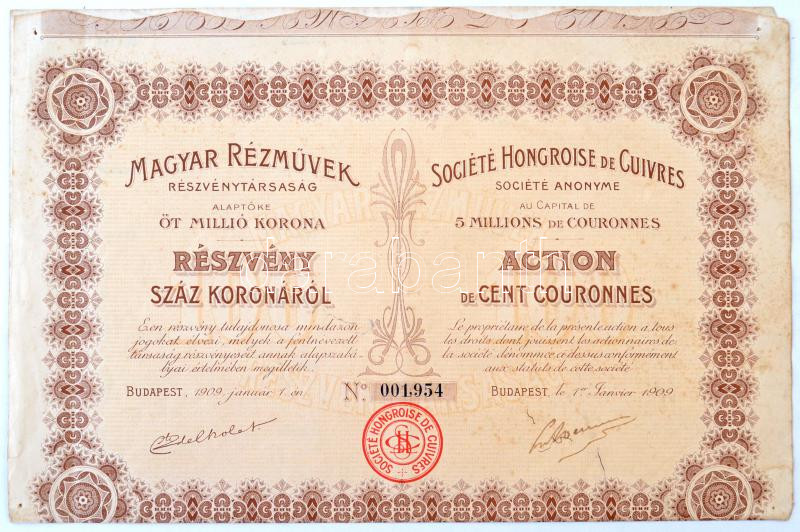 MAGYAR RÉZMŰVEK
RÉSZVÉNYTÁRSASÁG
ALAPTŐKE
ÖT MILLIÓ KORONA
RÉSZVÉNY
SZÁZ KORONÁRÓL
Ezen részvény tulajdonosa mindazon
jogokat élvezi, melyek a fentnevezett
társaság részvényeseit annak alapszabá-
lyai értelmében megilletik.
BUDAPEST, 1909. január 1-én
SOCIÉTÉ HONGROISE DE CUIVRES
SOCIÉTÉ ANONYME
AU CAPITAL DE
5 MILLIONS DE COURONNES
ACTION
DE CENT COURONNES
Le propriétaire de la présente action a tous
les droits dont jouissent les actionnaires de
la société dénommée ci-dessus conformément
aux statuts de cette société
BUDAPEST, le 1er Janvier 1909
No. 001.954
SOCIÉTÉ HONGROISE DE CUIVRES